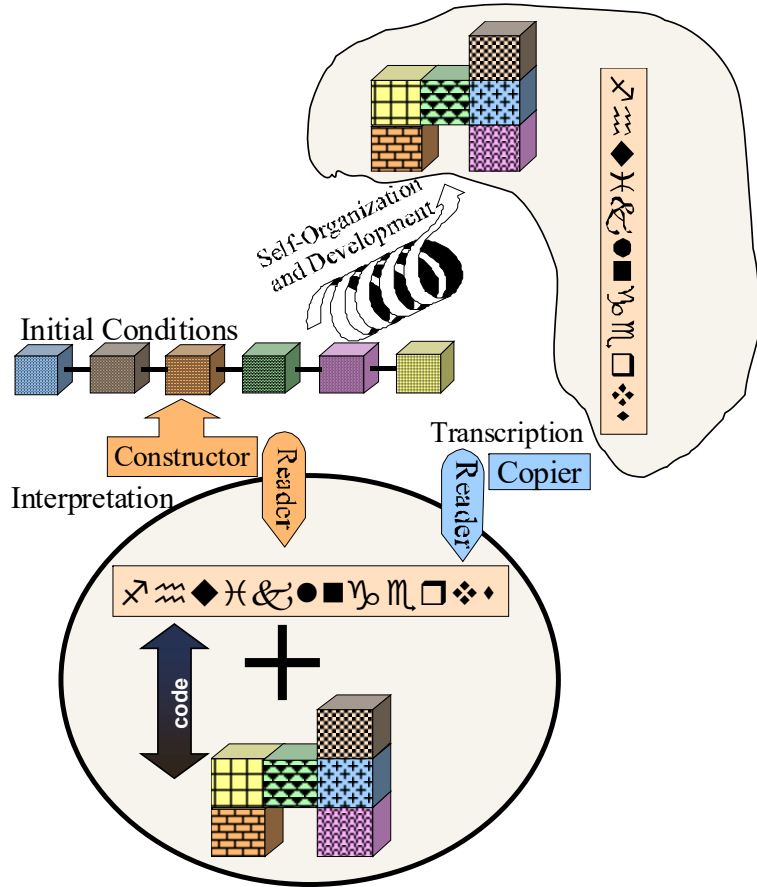 Self-Organization
and Development
Initial Conditions
Transcription
Constructor
Reader
Reader
Copier
Interpretation
♐♒◆♓🙰●■♑♏❒❖⬧
♐♒◆♓🙰●■♑♏❒❖⬧
code